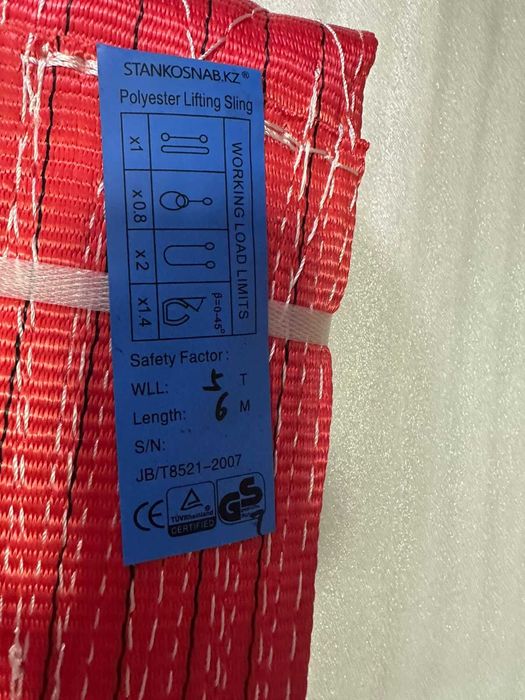 STANKOSNAB.KZ®
Polyester Lifting Sling
WORKING LOAD LIMITS
x1
x0.8
x2
x1.4
β=0-45°
Safety Factor:
WLL: 5 T
Length: 6 M
S/N:
JB/T8521-2007
CE
TÜVRheinland
CERTIFIED
GS